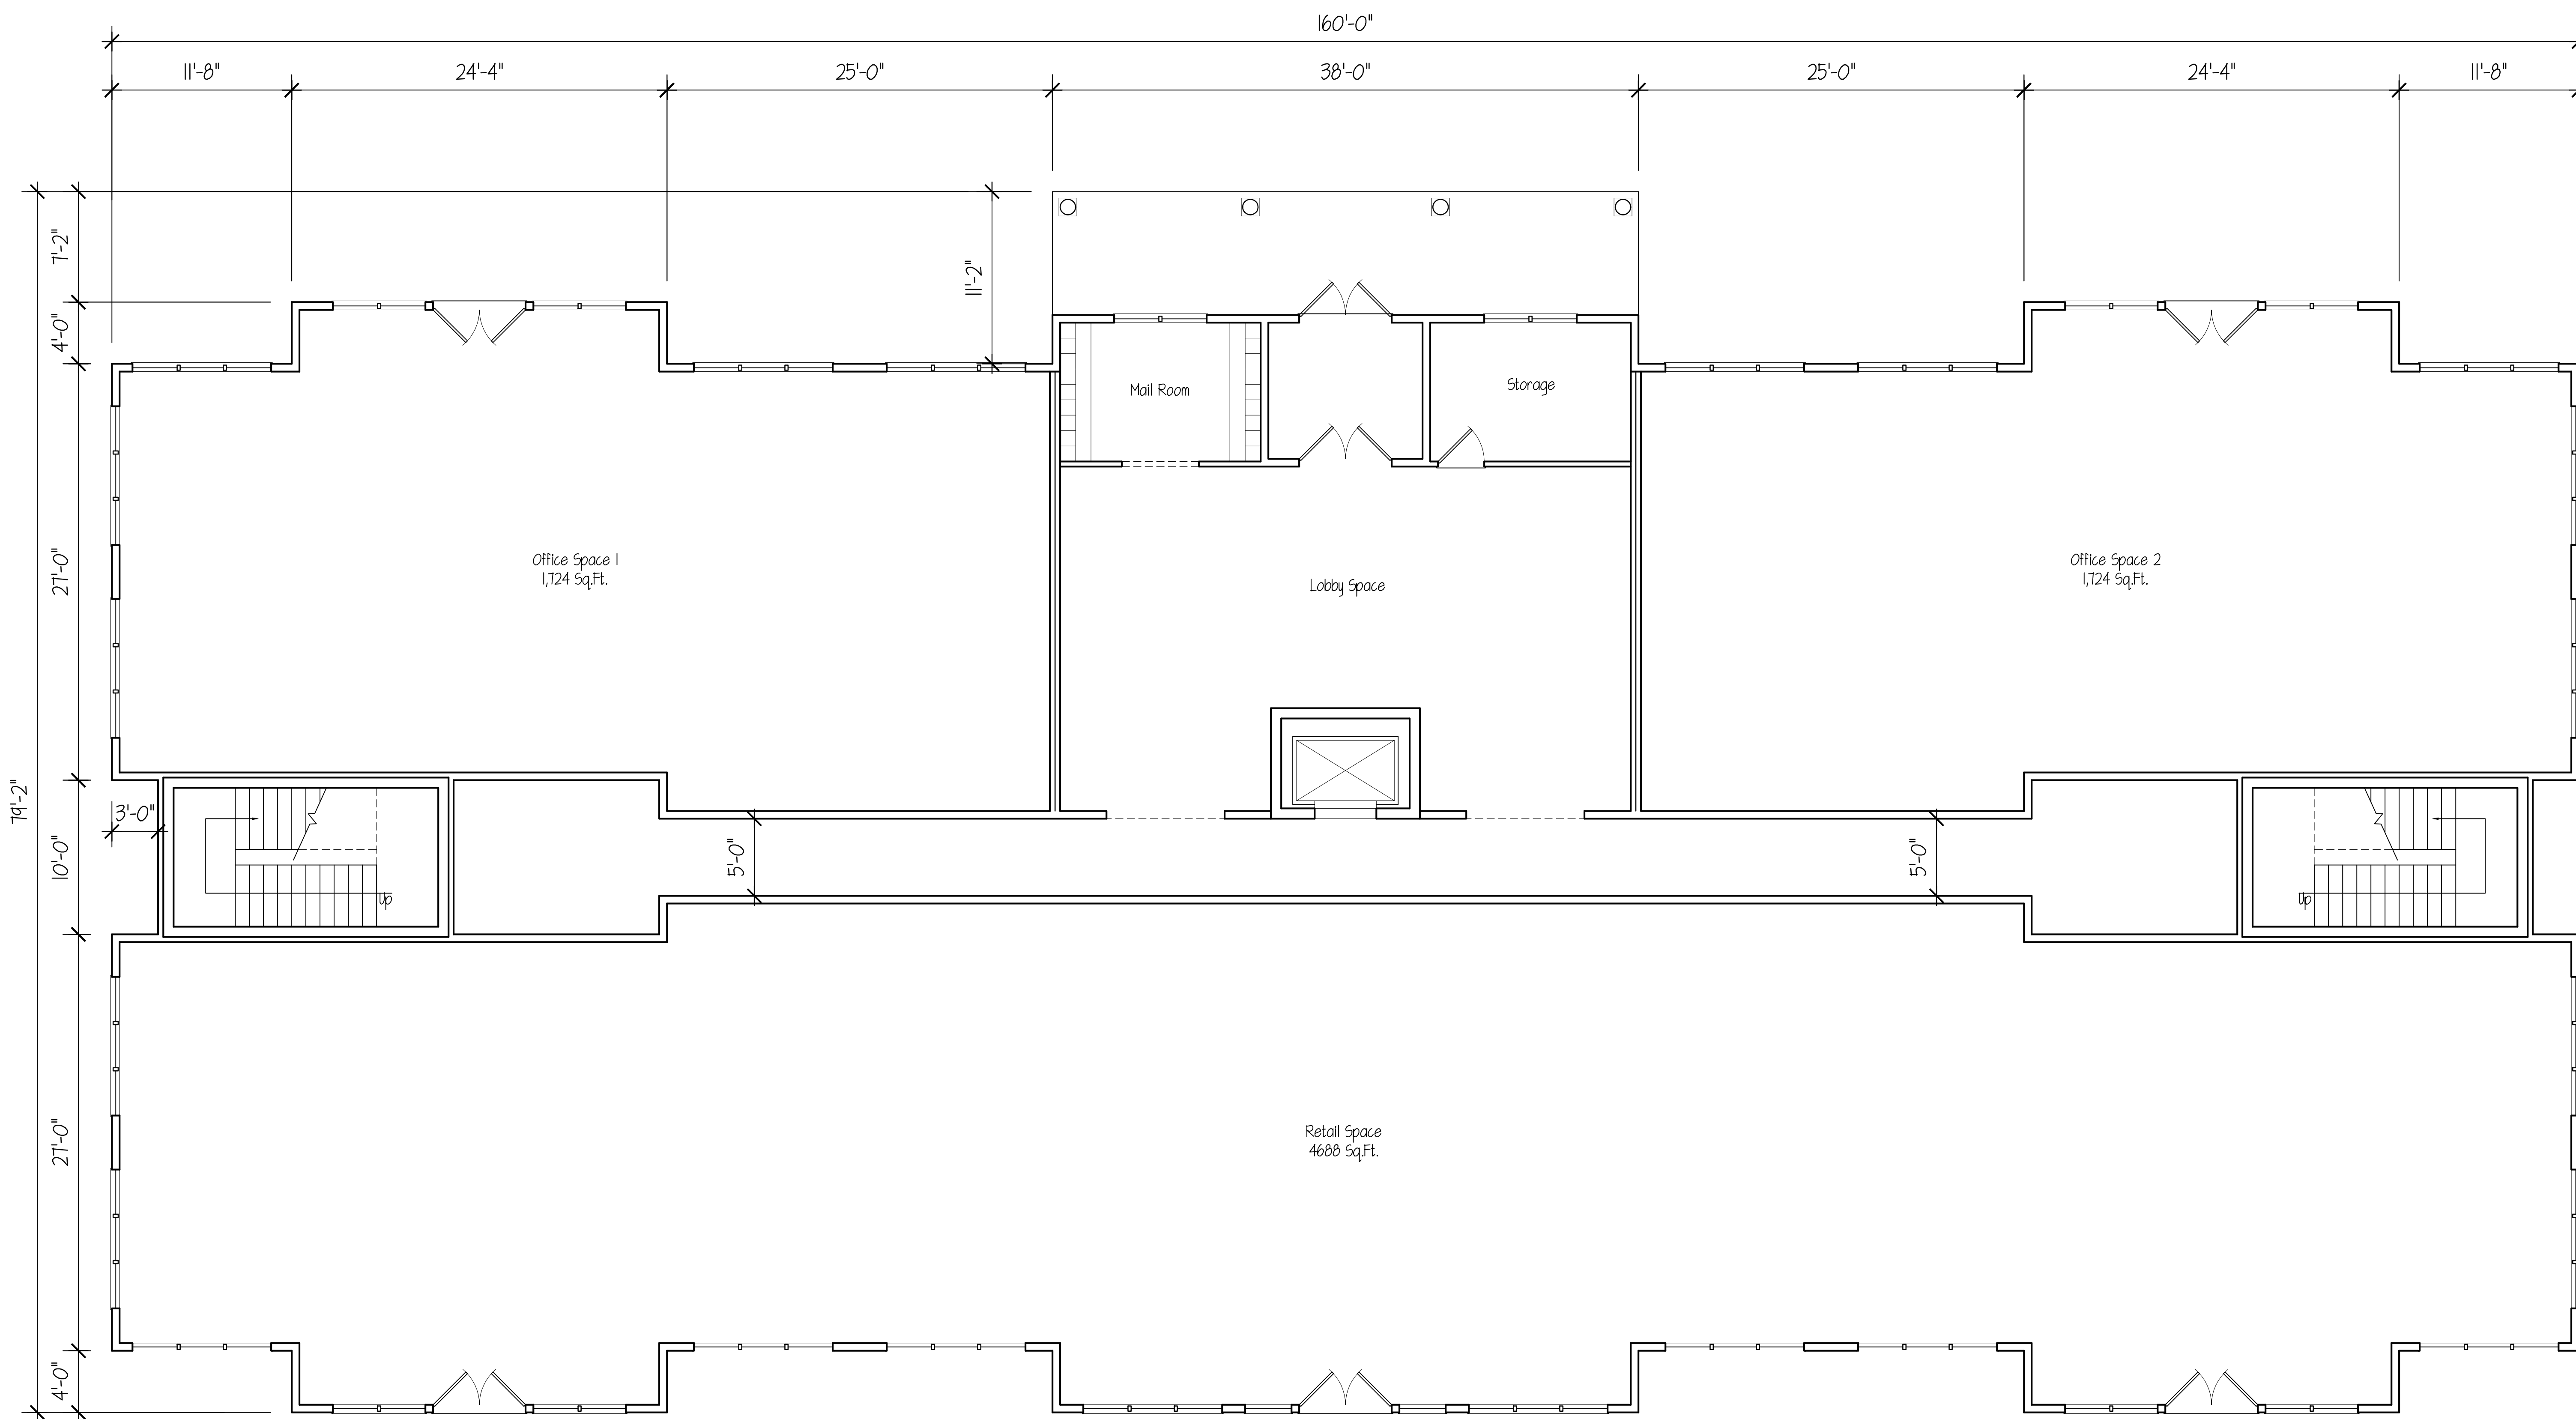 160'-0"
11'-8"
24'-4"
25'-0"
38'-0"
25'-0"
24'-4"
11'-8"
7'-2"
11'-2"
4'-0"
Mail Room
Storage
27'-0"
Office Space 1
1,724 Sq.Ft.
Lobby Space
Office Space 2
1,724 Sq.Ft.
79'-2"
3'-0"
10'-0"
5'-0"
5'-0"
Up
Up
27'-0"
Retail Space
4688 Sq.Ft.
4'-0"